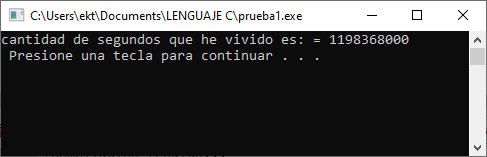 C:\Users\ekt\Documents\LENGUAJE C\prueba1.exe
cantidad de segundos que he vivido es: = 1198368000
Presione una tecla para continuar . . .